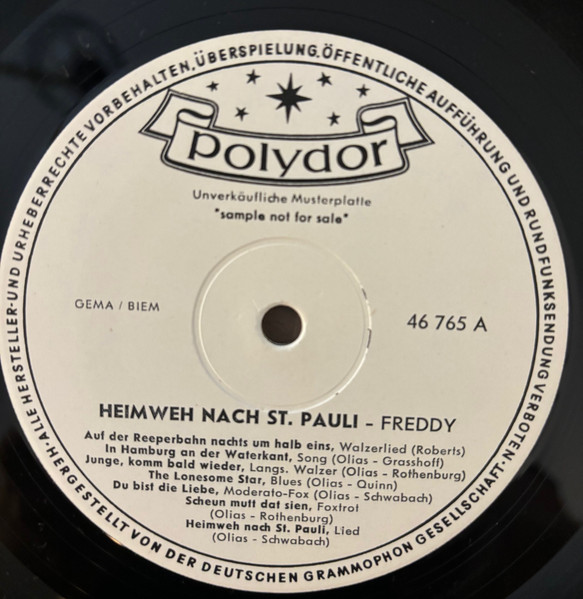 ALLE HERSTELLER-UND URHEBERRECHTE VORBEHALTEN. ÜBERSPIELUNG. ÖFFENTLICHE AUFFÜHRUNG UND RUNDFUNKSENDUNG VERBOTEN.
polydor
Unverkäufliche Musterplatte
"sample not for sale"
GEMA / BIEM
46 765 A
HEIMWEH NACH ST. PAULI – FREDDY
Auf der Reeperbahn nachts um halb eins, Walzerlied (Roberts)
In Hamburg an der Waterkant, Song (Olias - Grasshoff)
Junge, komm bald wieder, Langs. Walzer (Olias - Rothenburg)
The Lonesome Star, Blues (Olias - Quinn)
Du bist die Liebe, Moderato-Fox (Olias - Schwabach)
Scheun mutt dat sien, Foxtrot
(Olias - Rothenburg)
Heimweh nach St. Pauli, Lied
(Olias - Schwabach)
HERGESTELLT VON DER DEUTSCHEN GRAMMOPHON GESELLSCHAFT